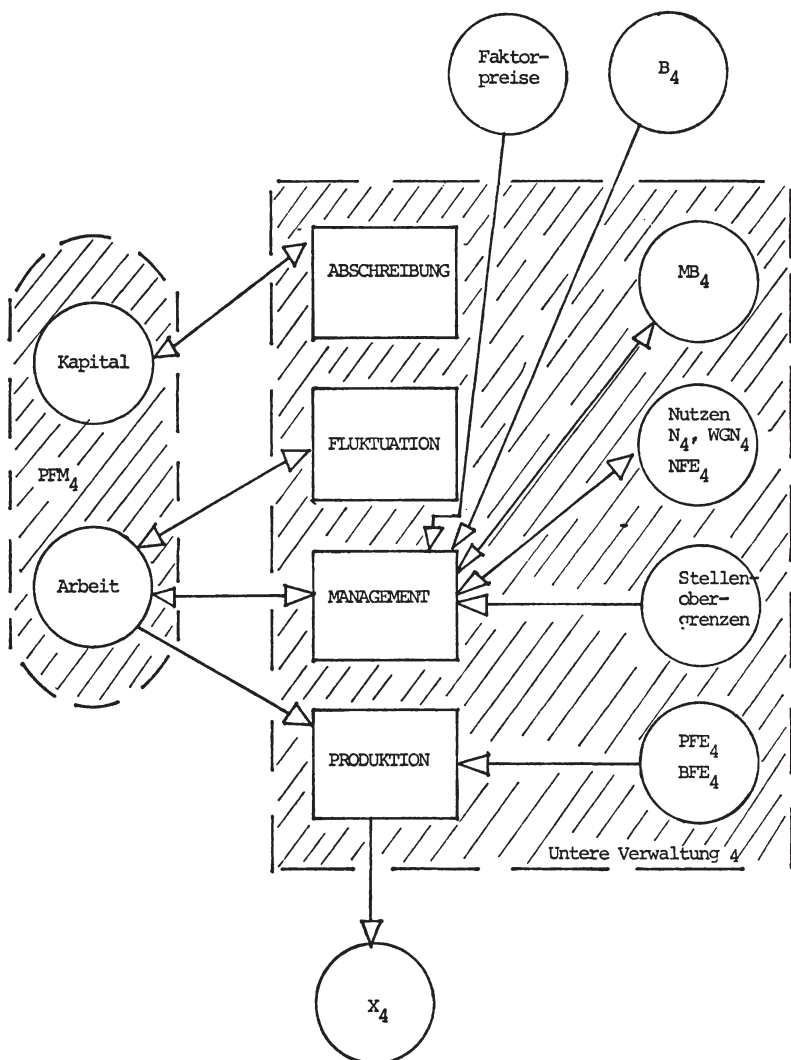 Faktor-
preise
B₄
ABSCHREIBUNG
MB₄
Kapital
FLUKTUATION
Nutzen
N₄, WGN₄
NFE₄
PFM₄
Arbeit
MANAGEMENT
Stellen-
ober-
grenzen
PRODUKTION
PFE₄
BFE₄
Untere Verwaltung 4
X₄